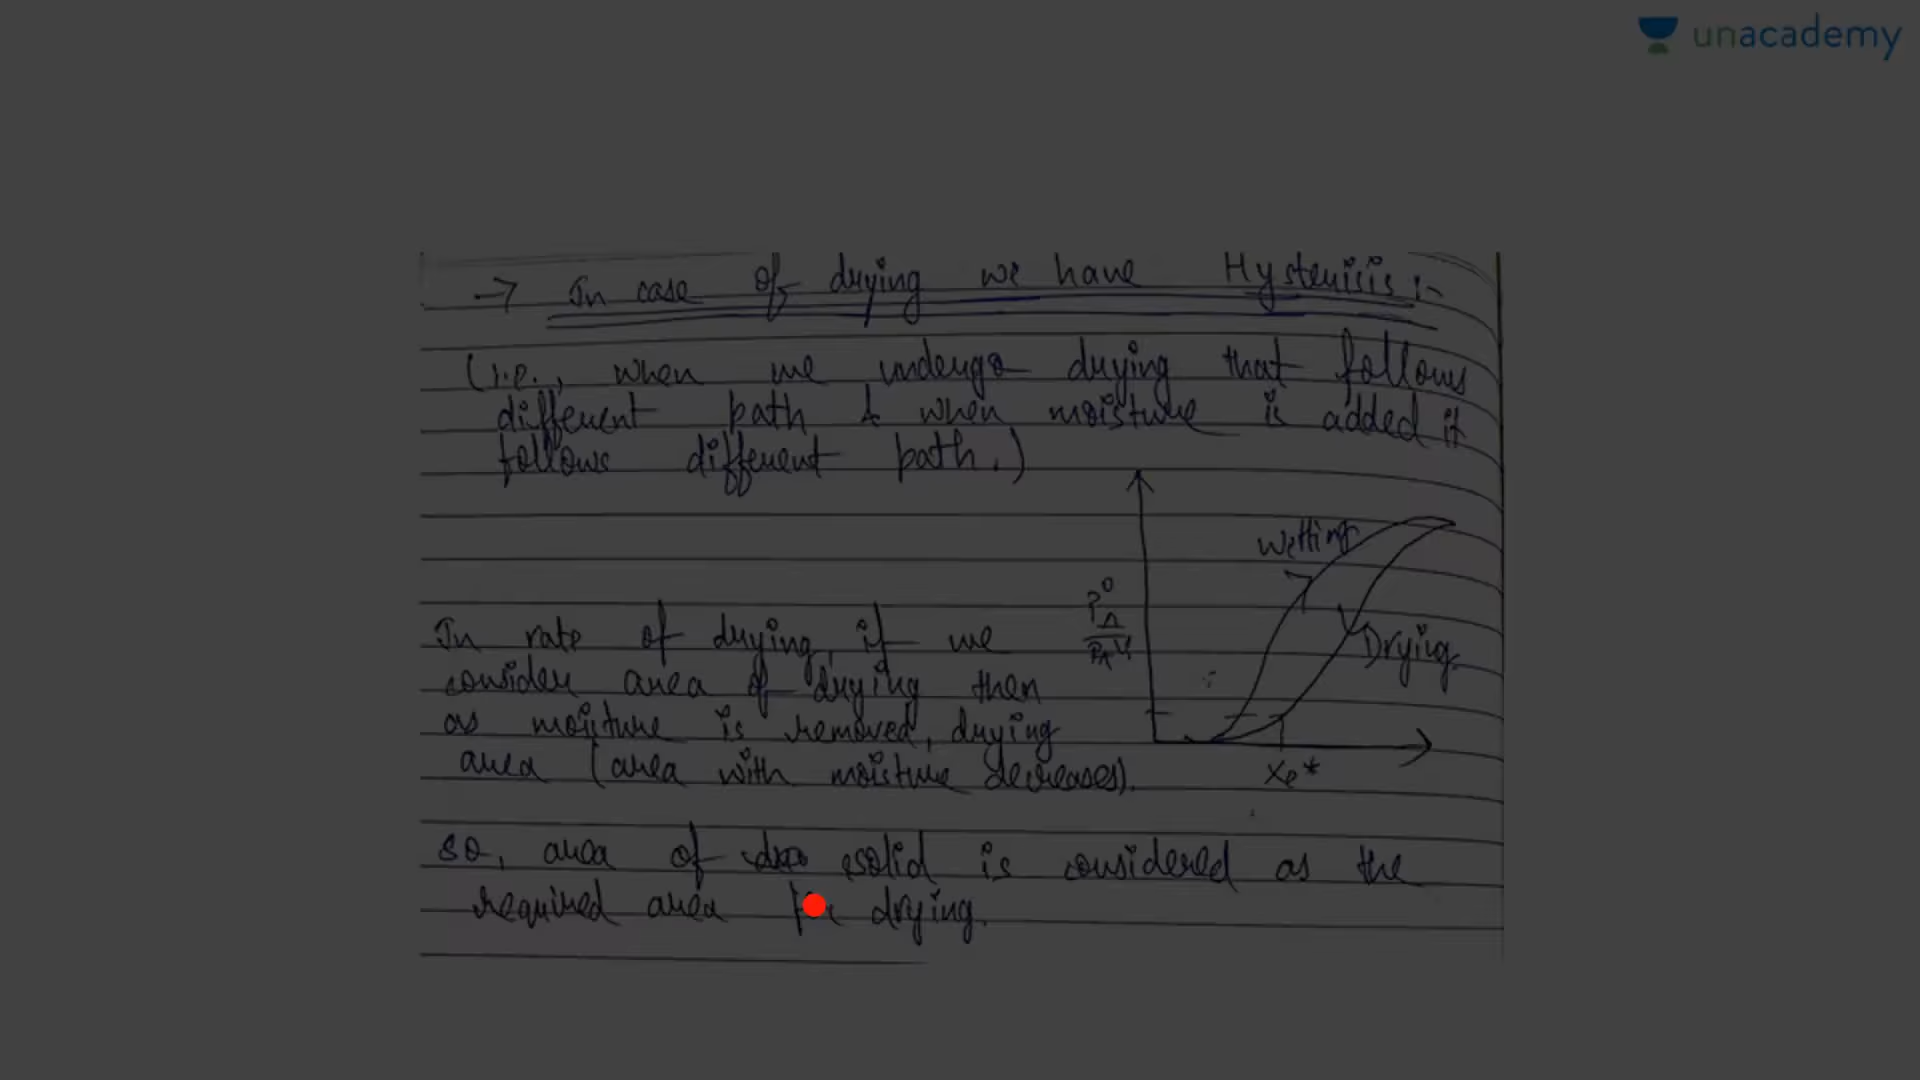 unacademy
→ In case of drying we have Hysterisis :-
(i.e., when we undergo drying that follows
different path & when moisture is added it
follows different path.)
Wetting
In rate of drying, if we
Drying
consider area of drying then
as moisture is removed, drying
area (area with moisture decreases).
Xe*
so, area of solid is considered as the
required area for drying.